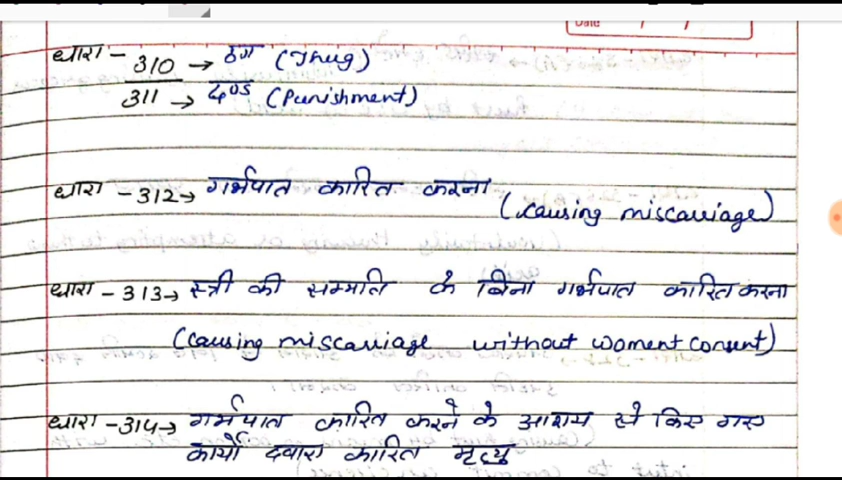 Date / /
धारा - 310 → ठग (Thug)
311 → दण्ड (Punishment)
धारा - 312 → गर्भपात कारित करना
(causing miscarriage)
धारा - 313 → स्त्री की सम्मति के बिना गर्भपात कारित करना
(causing miscarriage without woment consent)
धारा - 314 → गर्भपात कारित करने के आशय से किए गए
कार्यो द्वारा कारित मृत्यु